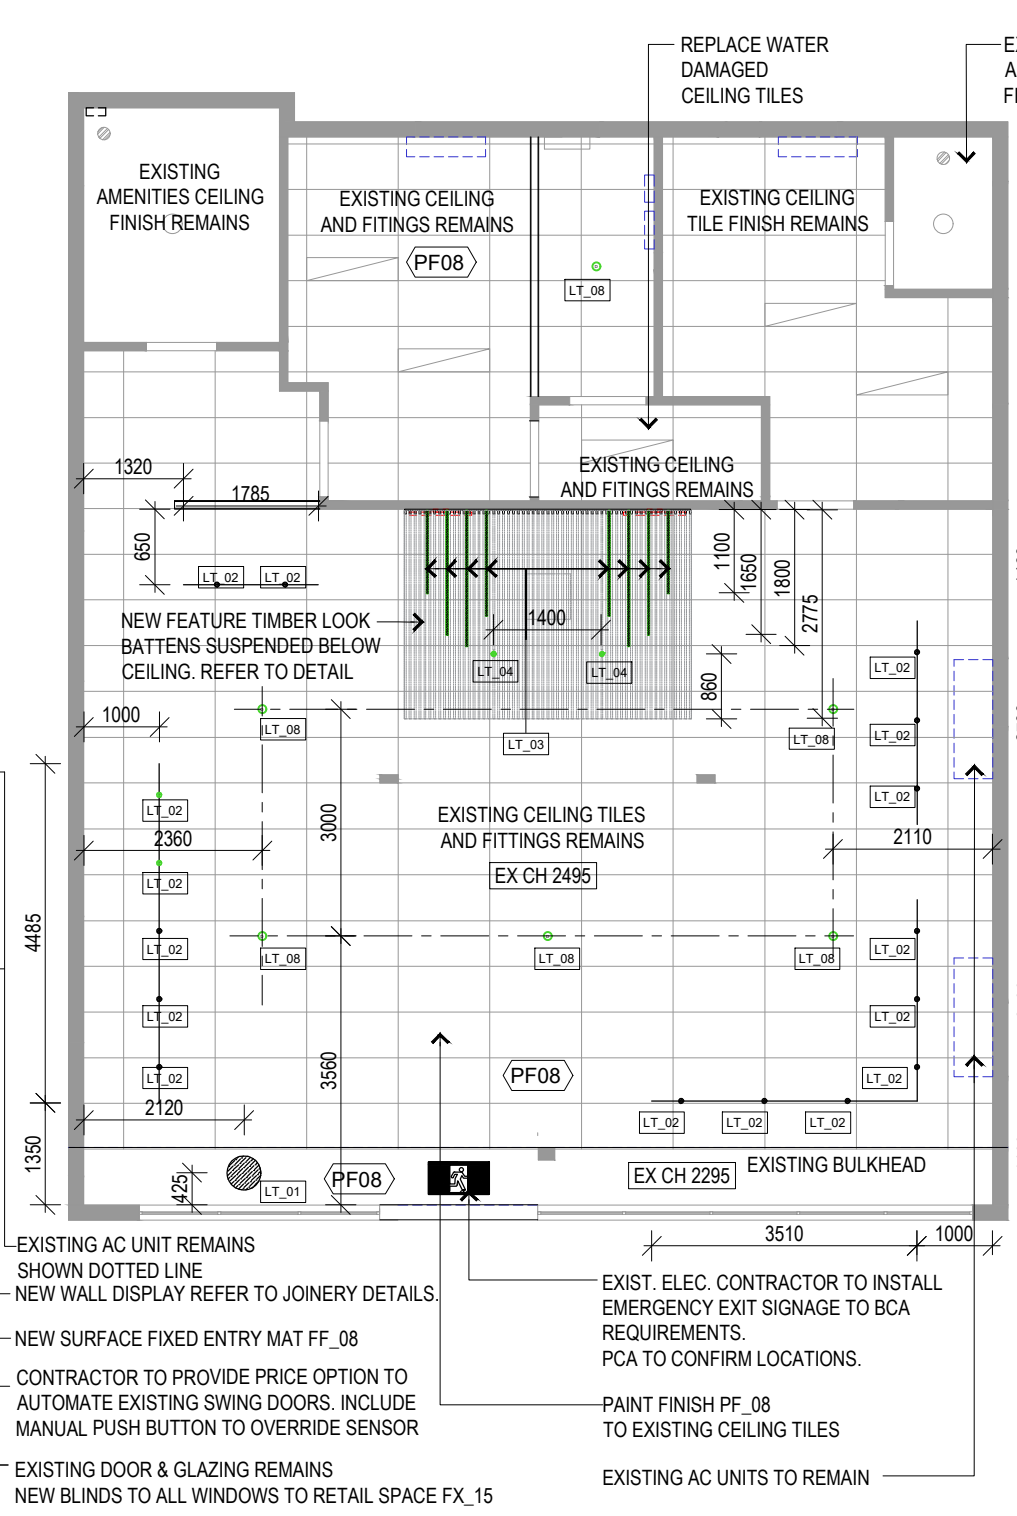 REPLACE WATER
DAMAGED
CEILING TILES
EXISTING
AMENITIES CEILING
FINISH REMAINS
EXISTING CEILING
AND FITINGS REMAINS
PF08
LT_08
EXISTING CEILING
TILE FINISH REMAINS
EXISTING CEILING
AND FITINGS REMAINS
1320
1785
650
LT_02
LT_02
NEW FEATURE TIMBER LOOK
BATTENS SUSPENDED BELOW
CEILING. REFER TO DETAIL
1400
LT_04
LT_04
1100
1650
1800
2775
860
LT_02
LT_02
LT_02
1000
LT_08
LT_03
LT_08
LT_02
2360
LT_02
3000
EXISTING CEILING TILES
AND FITTINGS REMAINS
EX CH 2495
2110
4485
LT_02
LT_08
LT_08
LT_08
LT_02
LT_02
LT_02
LT_02
LT_02
3560
PF08
2120
LT_02
LT_02
LT_02
1350
425
LT_01
PF08
EX CH 2295
EXISTING BULKHEAD
3510
1000
EXISTING AC UNIT REMAINS
SHOWN DOTTED LINE
NEW WALL DISPLAY REFER TO JOINERY DETAILS.
NEW SURFACE FIXED ENTRY MAT FF_08
CONTRACTOR TO PROVIDE PRICE OPTION TO
AUTOMATE EXISTING SWING DOORS. INCLUDE
MANUAL PUSH BUTTON TO OVERRIDE SENSOR
EXISTING DOOR & GLAZING REMAINS
NEW BLINDS TO ALL WINDOWS TO RETAIL SPACE FX_15
EXIST. ELEC. CONTRACTOR TO INSTALL
EMERGENCY EXIT SIGNAGE TO BCA
REQUIREMENTS.
PCA TO CONFIRM LOCATIONS.
PAINT FINISH PF_08
TO EXISTING CEILING TILES
EXISTING AC UNITS TO REMAIN